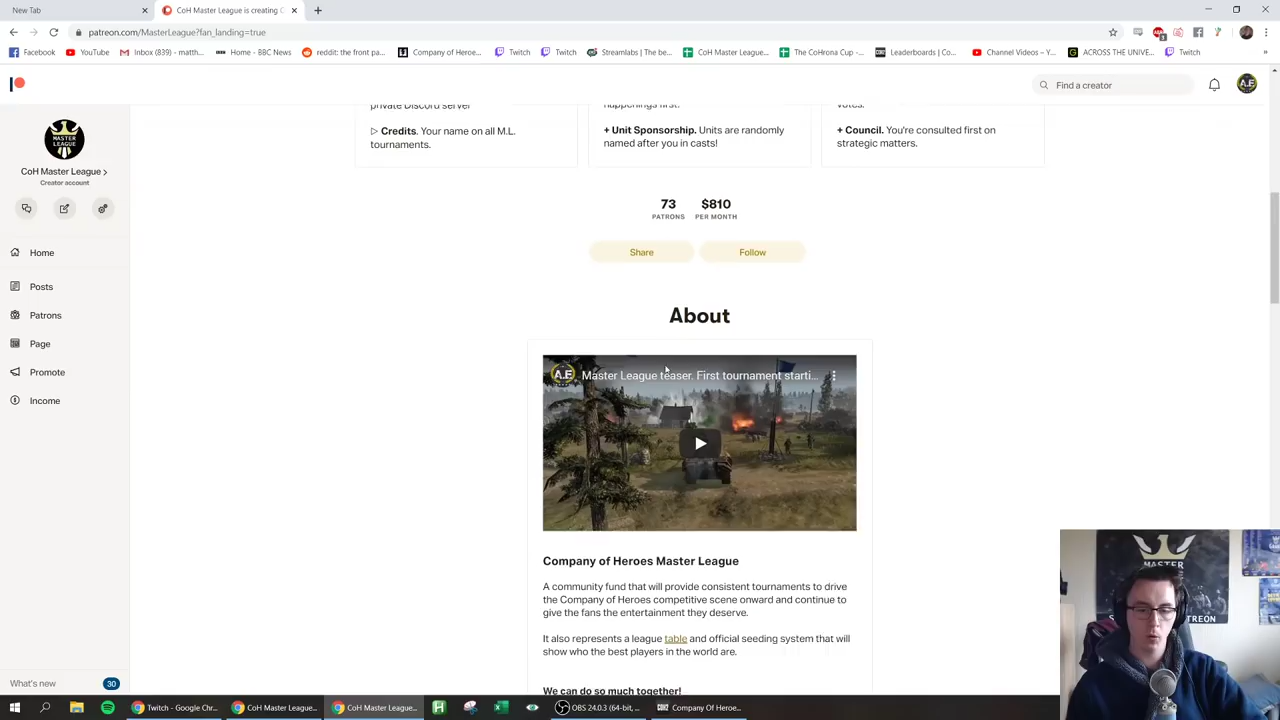 New Tab
CoH Master League is creating C
patreon.com/MasterLeague?fan_landing=true
Facebook
YouTube
Inbox (839) - matth...
Home - BBC News
reddit: the front pa...
Company of Heroe...
Twitch
Twitch
Streamlabs | The be...
CoH Master League...
The CoHrona Cup -...
Leaderboards | Co...
Channel Videos – Y...
ACROSS THE UNIVE...
Twitch
Find a creator
MASTER LEAGUE
CoH Master League
Creator account
Home
Posts
Patrons
Page
Promote
Income
What's new 30
private Discord server
▷ Credits. Your name on all M.L.
tournaments.
happenings first.
+ Unit Sponsorship. Units are randomly
named after you in casts!
votes.
+ Council. You're consulted first on
strategic matters.
73 $810
PATRONS PER MONTH
Share Follow
About
A.E Master League teaser. First tournament starti...
Company of Heroes Master League
A community fund that will provide consistent tournaments to drive
the Company of Heroes competitive scene onward and continue to
give the fans the entertainment they deserve.
It also represents a league table and official seeding system that will
show who the best players in the world are.
We can do so much together!
MASTER
TREON
Twitch - Google Chr...
CoH Master League...
CoH Master League...
OBS 24.0.3 (64-bit, ...
Company Of Heroe...